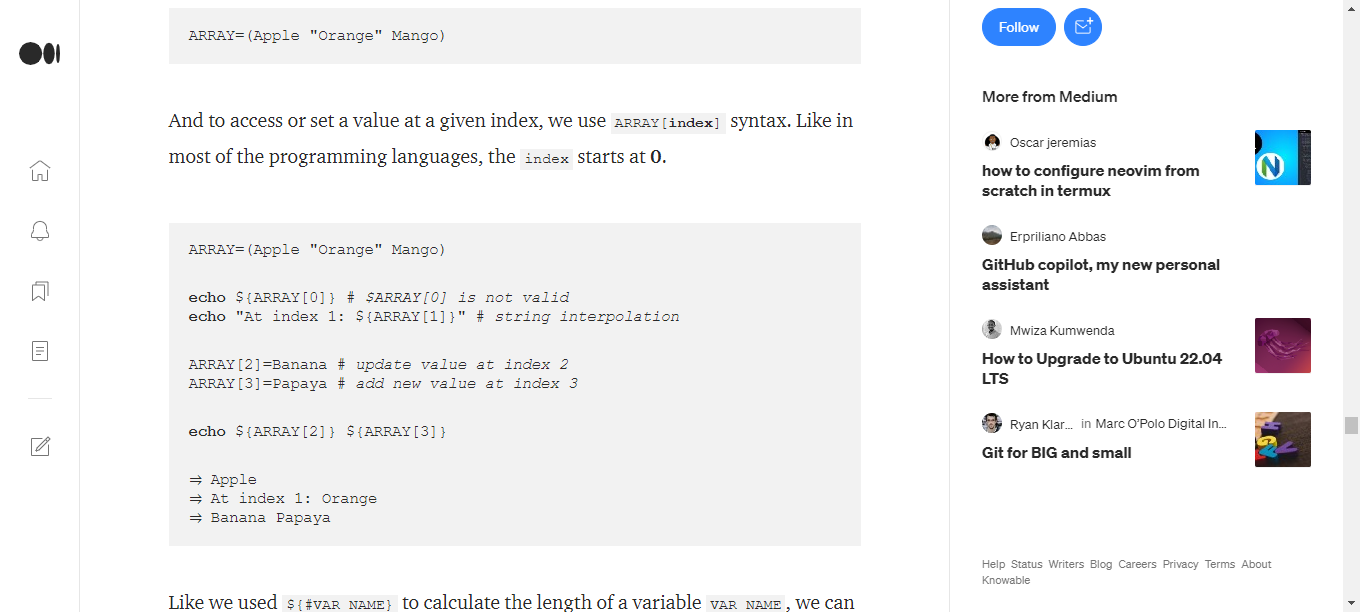 ARRAY=(Apple "Orange" Mango)
And to access or set a value at a given index, we use ARRAY[index] syntax. Like in
most of the programming languages, the index starts at 0.
ARRAY=(Apple "Orange" Mango)
echo ${ARRAY[0]} # $ARRAY[0] is not valid
echo "At index 1: ${ARRAY[1]}" # string interpolation
ARRAY[2]=Banana # update value at index 2
ARRAY[3]=Papaya # add new value at index 3
echo ${ARRAY[2]} ${ARRAY[3]}
⇒ Apple
⇒ At index 1: Orange
⇒ Banana Papaya
Like we used ${#VAR_NAME} to calculate the length of a variable VAR_NAME, we can
Follow
More from Medium
Oscar jeremias
how to configure neovim from
scratch in termux
Erpriliano Abbas
GitHub copilot, my new personal
assistant
Mwiza Kumwenda
How to Upgrade to Ubuntu 22.04
LTS
Ryan Klar... in Marc O'Polo Digital In...
Git for BIG and small
Help Status Writers Blog Careers Privacy Terms About
Knowable